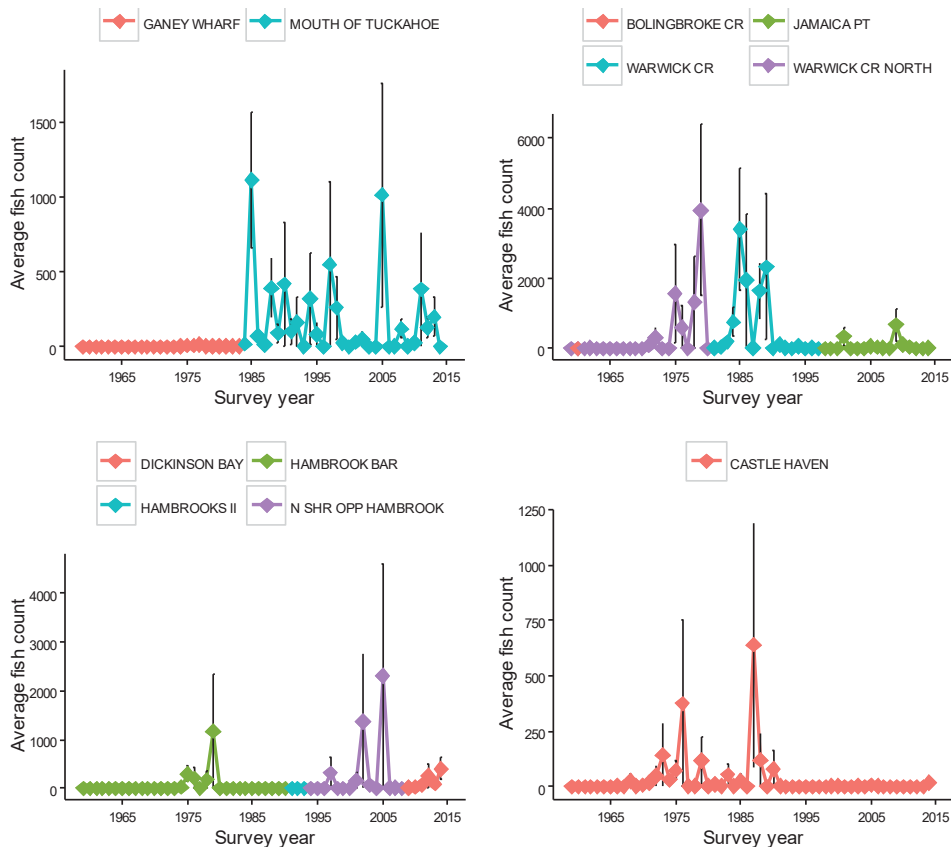 GANEY WHARF MOUTH OF TUCKAHOE
Average fish count
1500
1000
500
0
1965 1975 1985 1995 2005 2015
Survey year
BOLINGBROKE CR JAMAICA PT
WARWICK CR WARWICK CR NORTH
Average fish count
6000
4000
2000
0
1965 1975 1985 1995 2005 2015
Survey year
DICKINSON BAY HAMBROOK BAR
HAMBROOKS II N SHR OPP HAMBROOK
Average fish count
4000
3000
2000
1000
0
1965 1975 1985 1995 2005 2015
Survey year
CASTLE HAVEN
Average fish count
1250
1000
750
500
250
0
1965 1975 1985 1995 2005 2015
Survey year